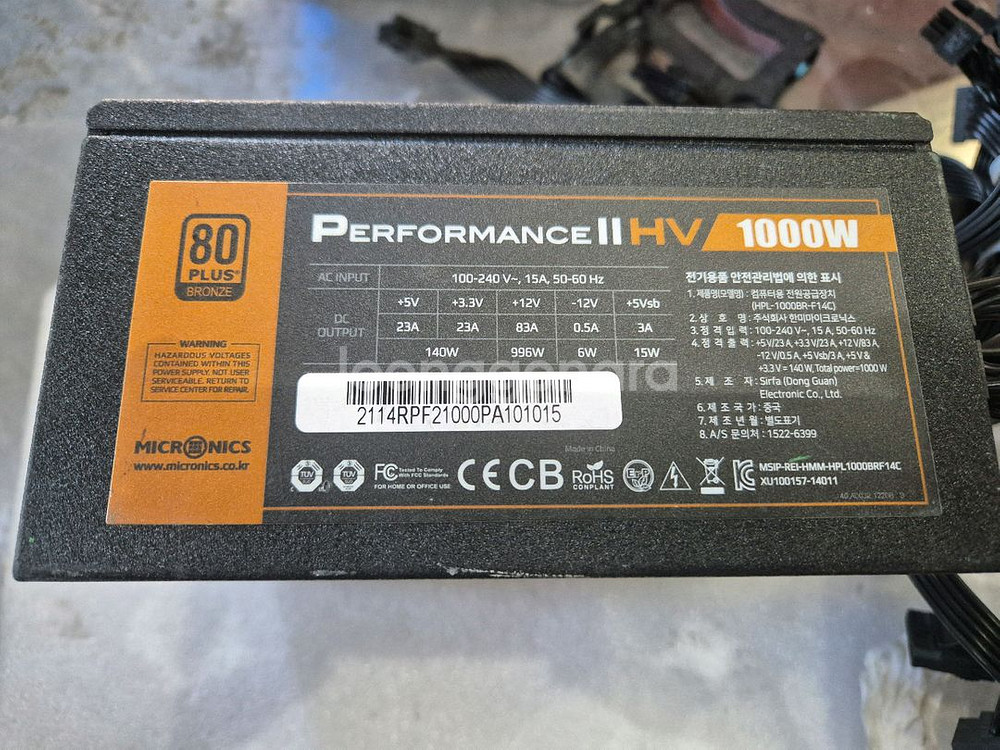 80
PLUS®
BRONZE
WARNING
HAZARDOUS VOLTAGES
CONTAINED WITHIN THIS
POWER SUPPLY. NOT USER
SERVICEABLE. RETURN TO
SERVICE CENTER FOR REPAIR.
MICRONICS
www.micronics.co.kr
PERFORMANCE II HV 1000W
AC INPUT 100-240 V~, 15A, 50-60 Hz
DC OUTPUT +5V +3.3V +12V -12V +5Vsb
23A 23A 83A 0.5A 3A
140W 996W 6W 15W
2114RPF21000PA101015
Made in China
TÜV TÜV FC Tested To Comply
With FCC Standards
FOR HOME OR OFFICE USE
CE CB RoHS
COMPLANT
ErP
전기용품 안전관리법에 의한 표시
1. 제품명(모델명) : 컴퓨터용 전원공급장치
(HPL-1000BR-F14C)
2. 상 호 명 : 주식회사 한미마이크로닉스
3. 정 격 입 력 : 100-240 V~, 15 A, 50-60 Hz
4. 정 격 출 력 : +5 V/23 A, +3.3 V/23 A, +12 V/83 A,
-12 V/0.5 A, +5 Vsb/3 A, +5 V &
+3.3 V = 140 W, Total power=1000 W
5. 제 조 자 : Sirfa (Dong Guan)
Electronic Co., Ltd.
6. 제 조 국 가 : 중국
7. 제 조 년 월 : 별도표기
8. A/S 문의처 : 1522-6399
MSIP-REI-HMM-HPL1000BRF14C
XU100157-14011